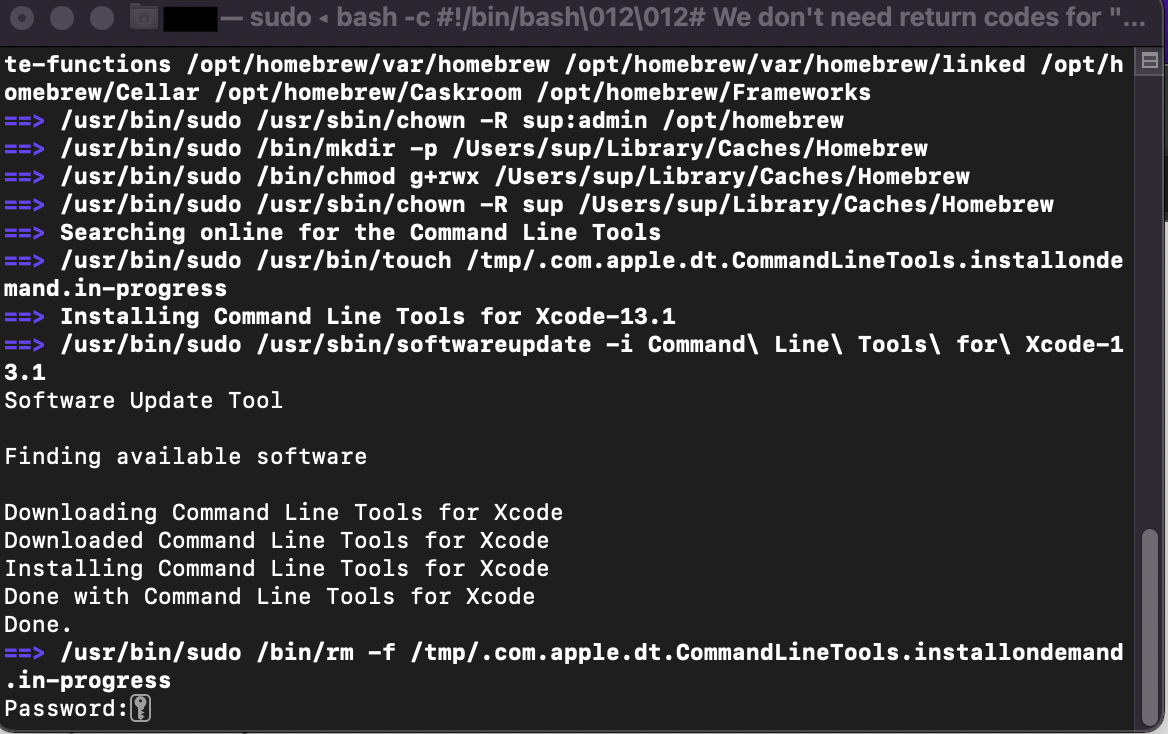 — sudo ◂ bash -c #!/bin/bash\012\012# We don't need return codes for "...
te-functions /opt/homebrew/var/homebrew /opt/homebrew/var/homebrew/linked /opt/h
omebrew/Cellar /opt/homebrew/Caskroom /opt/homebrew/Frameworks
==> /usr/bin/sudo /usr/sbin/chown -R sup:admin /opt/homebrew
==> /usr/bin/sudo /bin/mkdir -p /Users/sup/Library/Caches/Homebrew
==> /usr/bin/sudo /bin/chmod g+rwx /Users/sup/Library/Caches/Homebrew
==> /usr/bin/sudo /usr/sbin/chown -R sup /Users/sup/Library/Caches/Homebrew
==> Searching online for the Command Line Tools
==> /usr/bin/sudo /usr/bin/touch /tmp/.com.apple.dt.CommandLineTools.installonde
mand.in-progress
==> Installing Command Line Tools for Xcode-13.1
==> /usr/bin/sudo /usr/sbin/softwareupdate -i Command\ Line\ Tools\ for\ Xcode-1
3.1
Software Update Tool
Finding available software
Downloading Command Line Tools for Xcode
Downloaded Command Line Tools for Xcode
Installing Command Line Tools for Xcode
Done with Command Line Tools for Xcode
Done.
==> /usr/bin/sudo /bin/rm -f /tmp/.com.apple.dt.CommandLineTools.installondemand
.in-progress
Password: